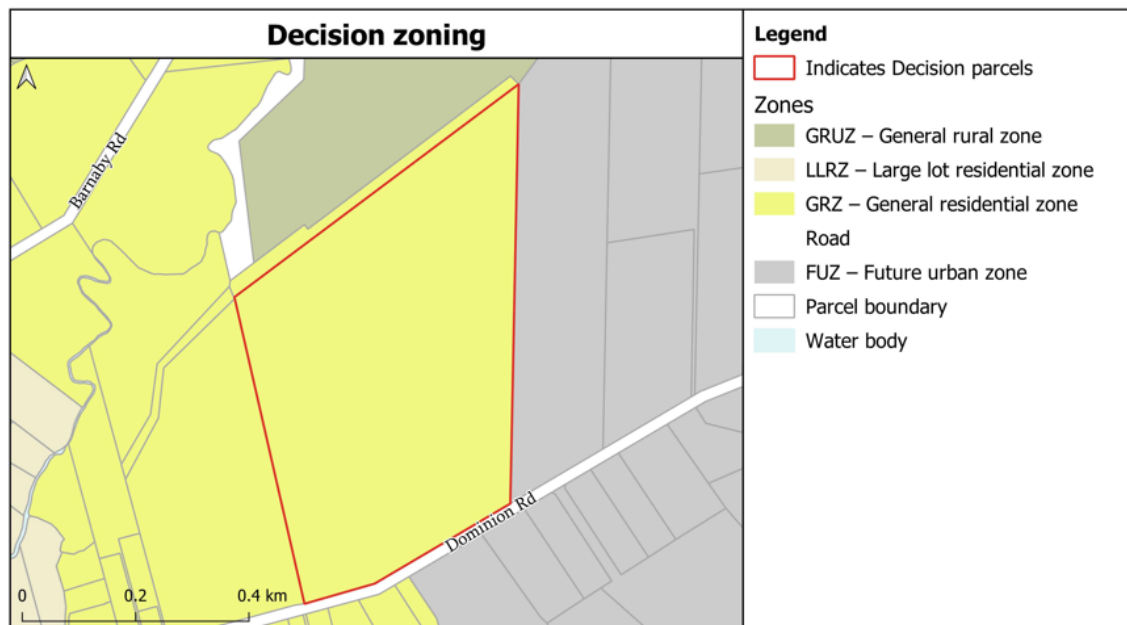 Decision zoning
Barnaby Rd
Dominion Rd
0 0.2 0.4 km
Legend
Indicates Decision parcels
Zones
GRUZ – General rural zone
LLRZ – Large lot residential zone
GRZ – General residential zone
Road
FUZ – Future urban zone
Parcel boundary
Water body